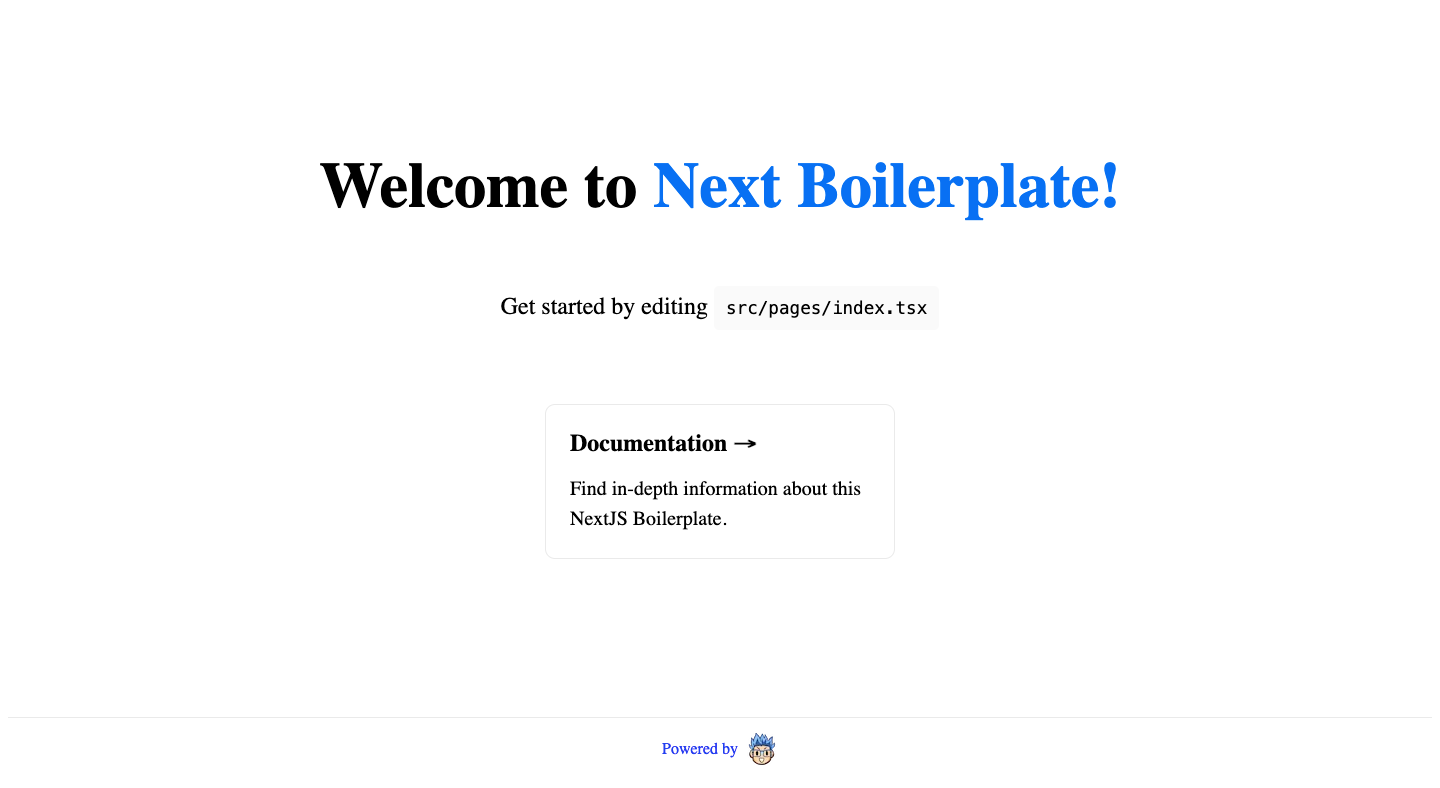 Welcome to Next Boilerplate!
Get started by editing src/pages/index.tsx
Documentation →
Find in-depth information about this
NextJS Boilerplate.
Powered by